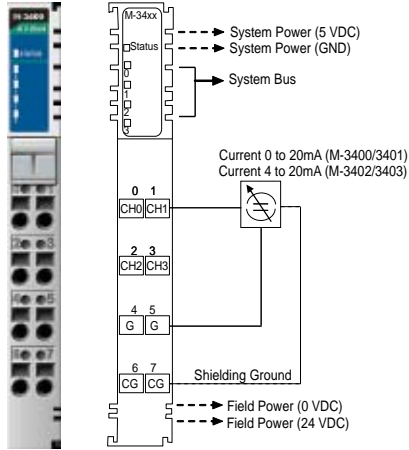 M-3400
M-34xx
Status
0
1
2
3
System Power (5 VDC)
System Power (GND)
System Bus
Current 0 to 20mA (M-3400/3401)
Current 4 to 20mA (M-3402/3403)
0 1
CH0 CH1
2 3
CH2 CH3
4 5
G G
6 7
CG CG
Shielding Ground
Field Power (0 VDC)
Field Power (24 VDC)